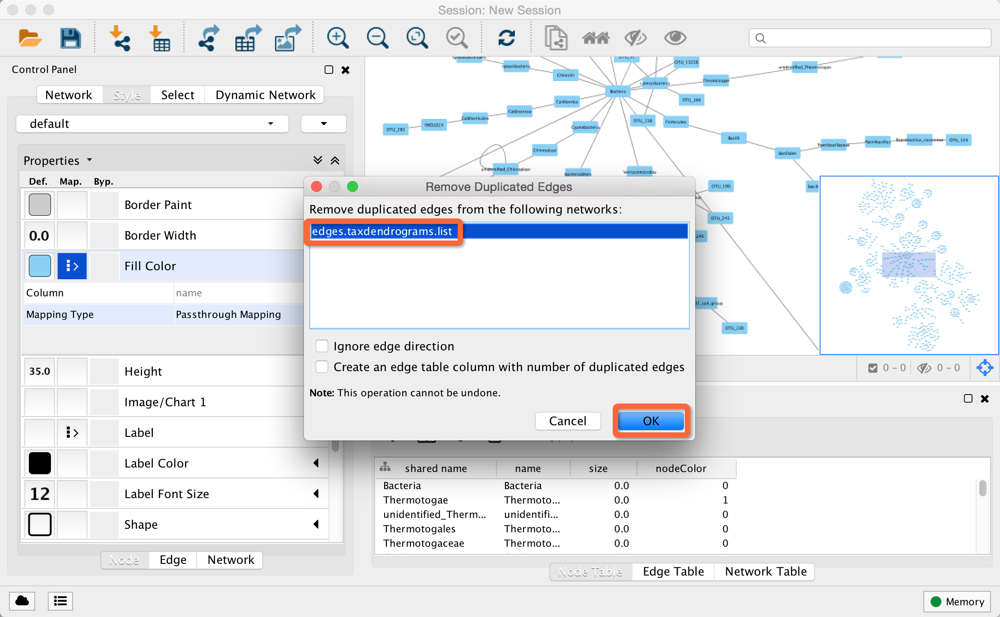 Session: New Session
Control Panel
Network Style Select Dynamic Network
default
Properties
Def. Map. Byp.
Border Paint
0.0 Border Width
Fill Color
Column name
Mapping Type Passthrough Mapping
35.0 Height
Image/Chart 1
Label
Label Color
12 Label Font Size
Shape
Node Edge Network
Ignavibacteria
Chlorobi
Bacteria
OTU_13236
Latescibacteria
Thermotogae
unidentified_Thermotogae
OTU_166
Caldiserica
Caldisericia
Caldisericales
OTU_285
Cyanobacteria
OTU_138
Firmicutes
Chloroplast
unidentified_Chloroplast
Bacteroidetes
Verrucomicrobia
Bacilli
Bacillales
Paenibacillaceae
Paenibacillus
Paenibacillus_castaneae
OTU_124
OTU_100
OTU_245
OTU_230
Remove Duplicated Edges
Remove duplicated edges from the following networks:
edges.taxdendrograms.list
Ignore edge direction
Create an edge table column with number of duplicated edges
Note: This operation cannot be undone.
Cancel OK
0 – 0 0 – 0
shared name name size nodeColor
Bacteria Bacteria 0.0 0
Thermotogae Thermoto... 0.0 1
unidentified_Therm... unidentifi... 0.0 0
Thermotogales Thermoto... 0.0 0
Thermotogaceae Thermoto... 0.0 0
Node Table Edge Table Network Table
Memory